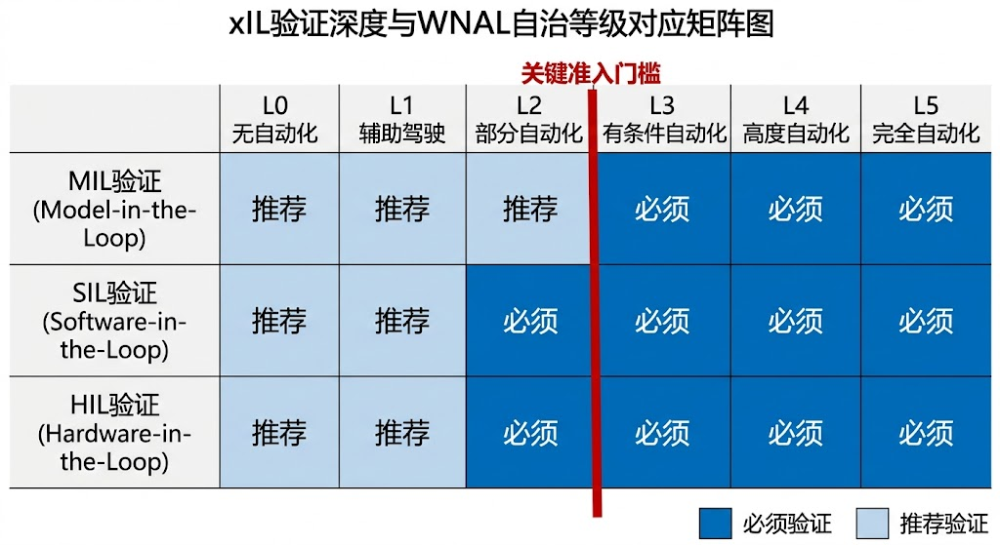 xIL验证深度与WNAL自治等级对应矩阵图
关键准入门槛
L0
无自动化
L1
辅助驾驶
L2
部分自动化
L3
有条件自动化
L4
高度自动化
L5
完全自动化
MIL验证
(Model-in-the-
Loop)
推荐
推荐
推荐
必须
必须
必须
SIL验证
(Software-in-
the-Loop)
推荐
推荐
必须
必须
必须
必须
HIL验证
(Hardware-in-
the-Loop)
推荐
推荐
必须
必须
必须
必须
必须验证
推荐验证